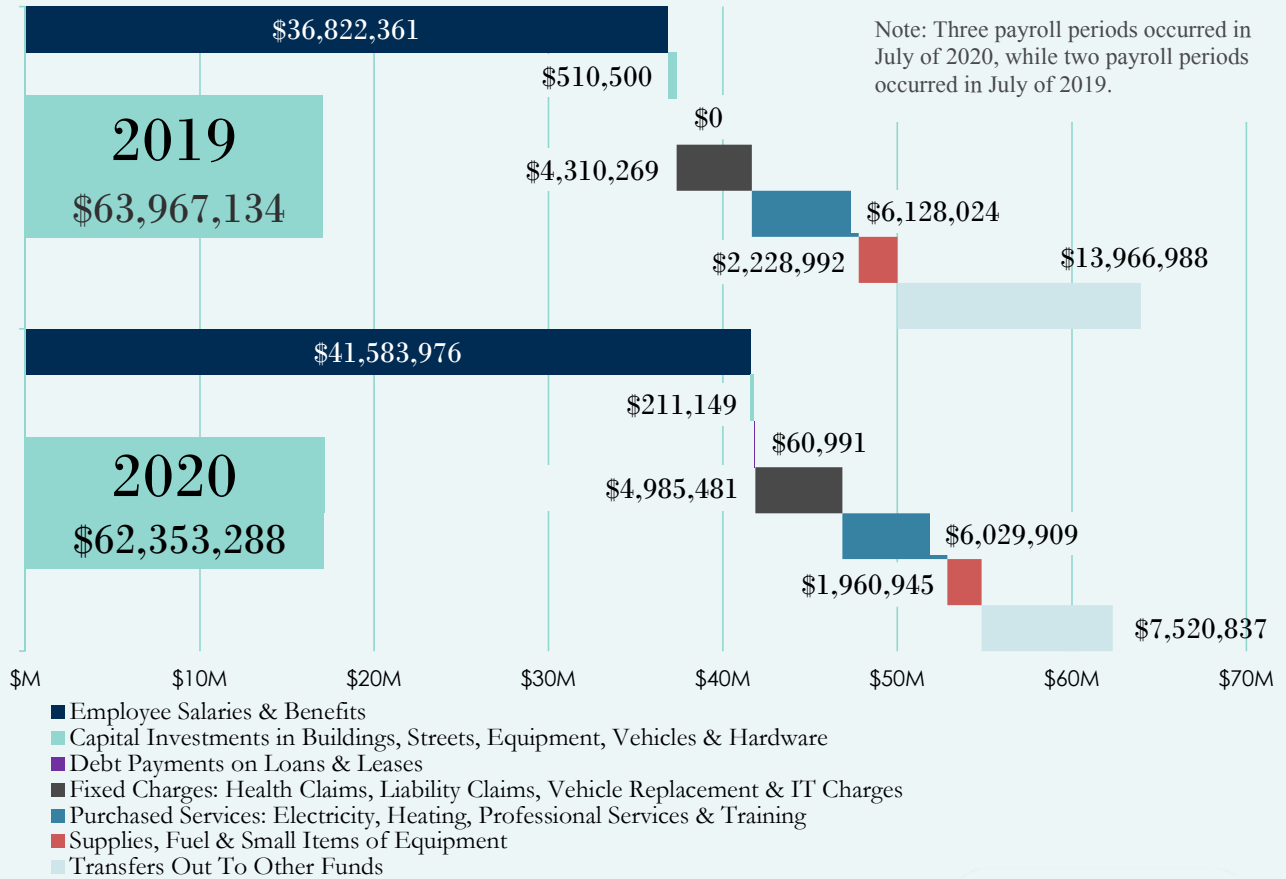 $36,822,361
Note: Three payroll periods occurred in
July of 2020, while two payroll periods
occurred in July of 2019.
$510,500
$0
2019
$63,967,134
$4,310,269
$6,128,024
$2,228,992
$13,966,988
$41,583,976
$211,149
$60,991
2020
$62,353,288
$4,985,481
$6,029,909
$1,960,945
$7,520,837
$M $10M $20M $30M $40M $50M $60M $70M
Employee Salaries & Benefits
Capital Investments in Buildings, Streets, Equipment, Vehicles & Hardware
Debt Payments on Loans & Leases
Fixed Charges: Health Claims, Liability Claims, Vehicle Replacement & IT Charges
Purchased Services: Electricity, Heating, Professional Services & Training
Supplies, Fuel & Small Items of Equipment
Transfers Out To Other Funds